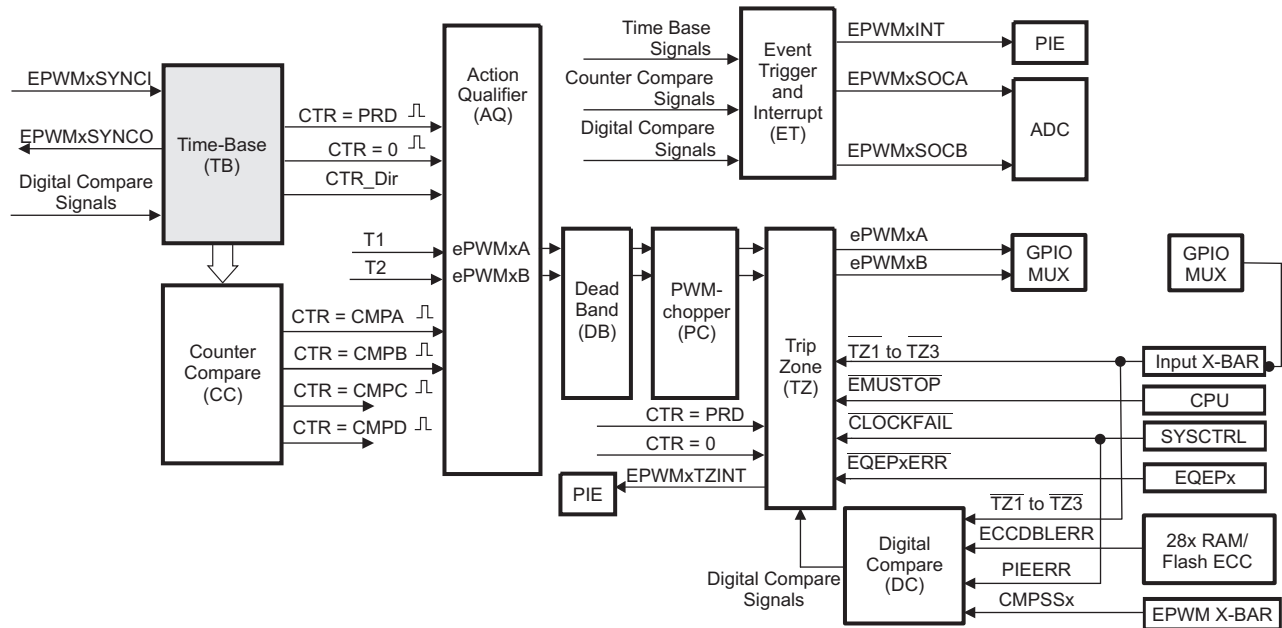 EPWMxSYNCI
EPWMxSYNCO
Digital Compare
Signals
Time-Base
(TB)
CTR = PRD
CTR = 0
CTR_Dir
Action
Qualifier
(AQ)
T1
T2
ePWMxA
ePWMxB
Counter
Compare
(CC)
CTR = CMPA
CTR = CMPB
CTR = CMPC
CTR = CMPD
Time Base
Signals
Counter Compare
Signals
Digital Compare
Signals
Event
Trigger
and
Interrupt
(ET)
EPWMxINT
EPWMxSOCA
EPWMxSOCB
PIE
ADC
Dead
Band
(DB)
PWM-
chopper
(PC)
Trip
Zone
(TZ)
ePWMxA
ePWMxB
GPIO
MUX
GPIO
MUX
TZ1 to TZ3
EMUSTOP
CLOCKFAIL
EQEPxERR
Input X-BAR
CPU
SYSCTRL
EQEPx
CTR = PRD
CTR = 0
EPWMxTZINT
PIE
Digital Compare
Signals
Digital
Compare
(DC)
TZ1 to TZ3
ECCDBLERR
PIEERR
CMPSSx
28x RAM/
Flash ECC
EPWM X-BAR